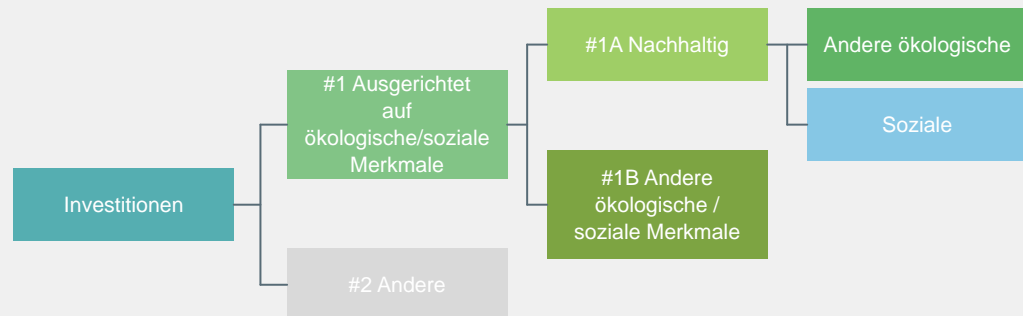 #1A Nachhaltig
Andere ökologische
#1 Ausgerichtet
auf
ökologische/soziale
Merkmale
Soziale
#1B Andere
ökologische /
soziale Merkmale
Investitionen
#2 Andere